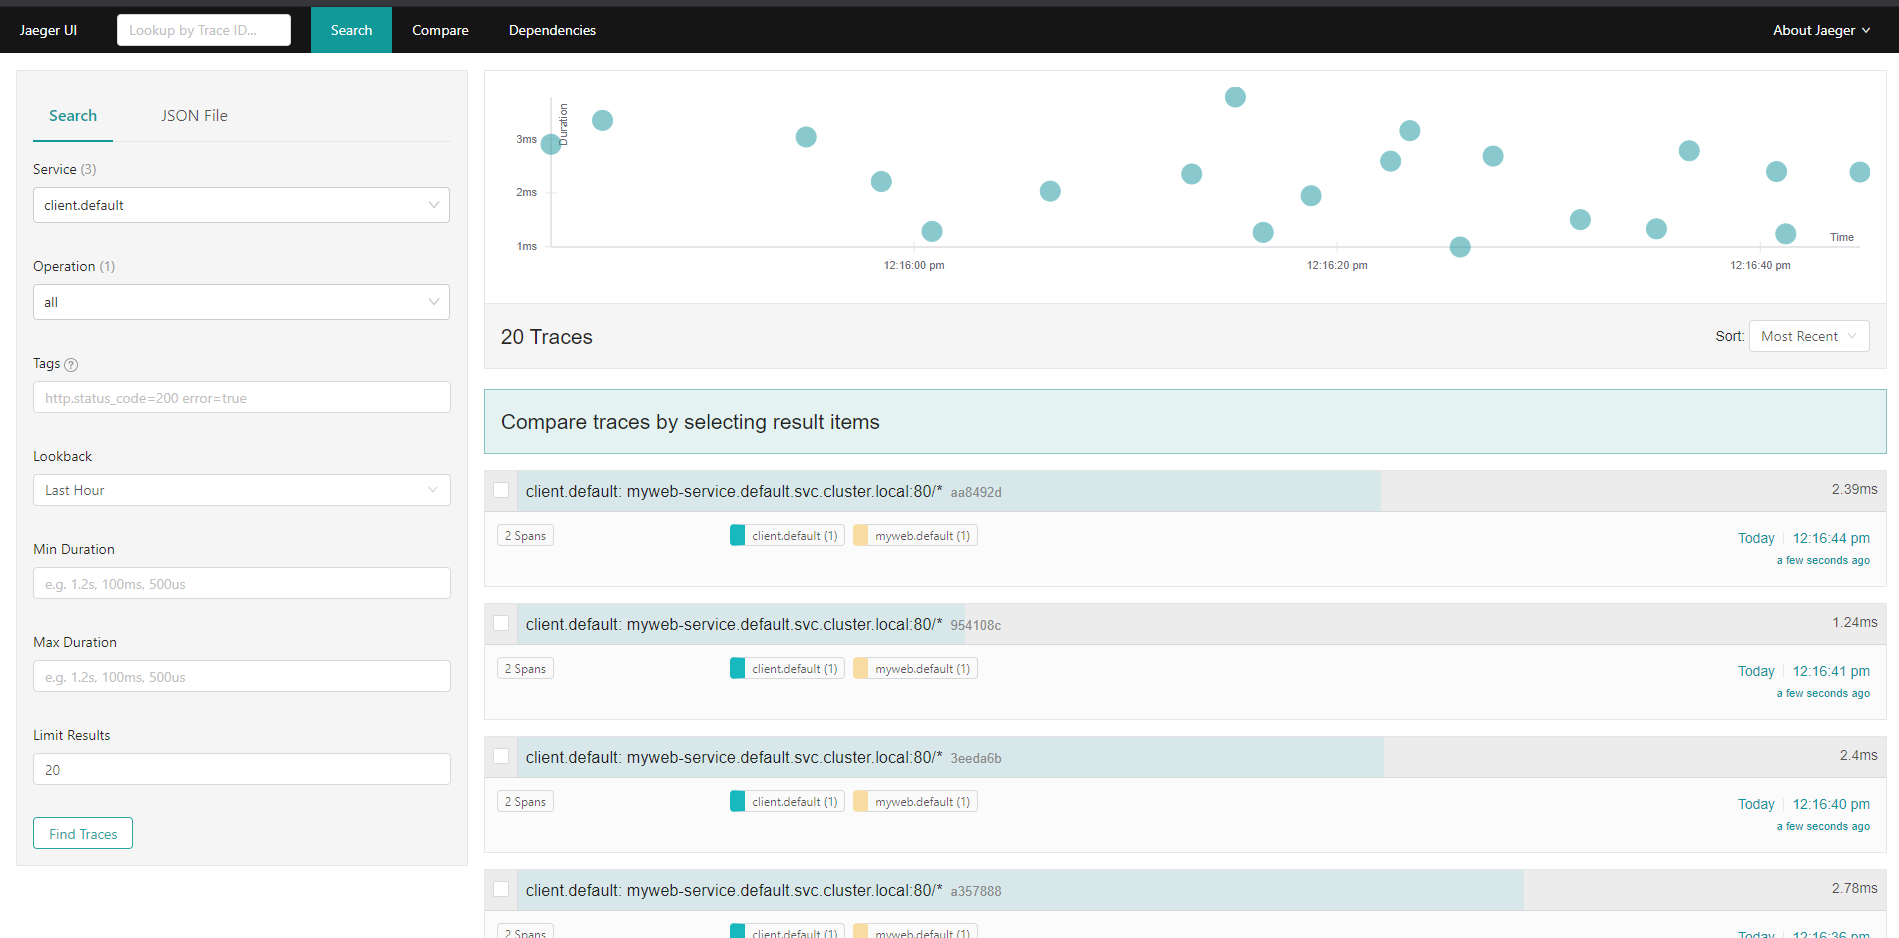 Jaeger UI
Lookup by Trace ID...
Search
Compare
Dependencies
About Jaeger
Search
JSON File
Service (3)
client.default
Operation (1)
all
Tags ?
http.status_code=200 error=true
Lookback
Last Hour
Min Duration
e.g. 1.2s, 100ms, 500us
Max Duration
e.g. 1.2s, 100ms, 500us
Limit Results
20
Find Traces
Duration
3ms
2ms
1ms
Time
12:16:00 pm
12:16:20 pm
12:16:40 pm
20 Traces
Sort: Most Recent
Compare traces by selecting result items
client.default: myweb-service.default.svc.cluster.local:80/* aa8492d
2.39ms
2 Spans
client.default (1)
myweb.default (1)
Today 12:16:44 pm
a few seconds ago
client.default: myweb-service.default.svc.cluster.local:80/* 954108c
1.24ms
2 Spans
client.default (1)
myweb.default (1)
Today 12:16:41 pm
a few seconds ago
client.default: myweb-service.default.svc.cluster.local:80/* 3eeda6b
2.4ms
2 Spans
client.default (1)
myweb.default (1)
Today 12:16:40 pm
a few seconds ago
client.default: myweb-service.default.svc.cluster.local:80/* a357888
2.78ms
2 Spans
client.default (1)
myweb.default (1)
Today 12:16:36 pm